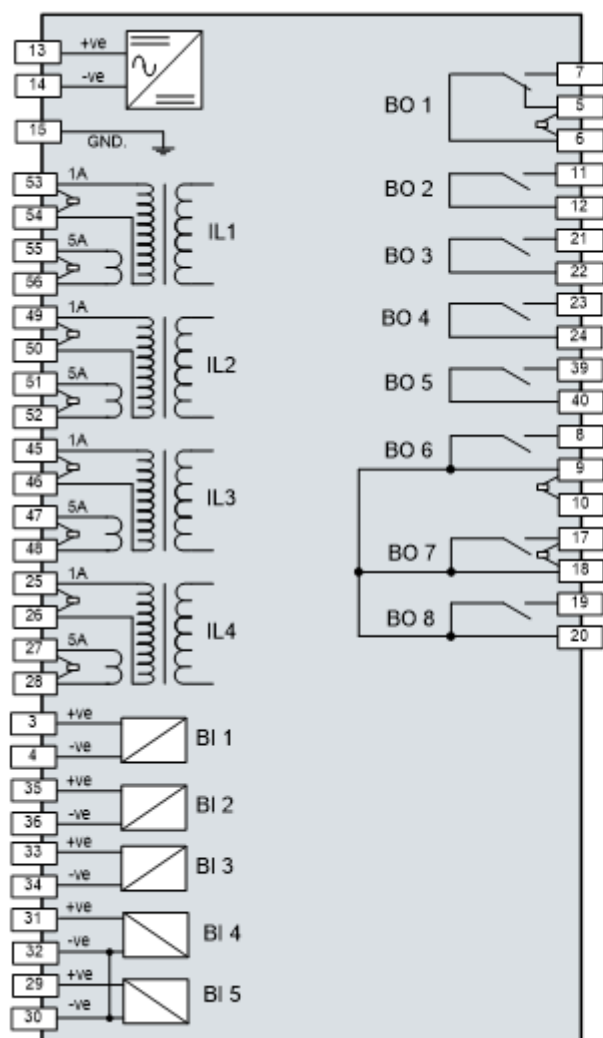 13 +ve
14 -ve
15 GND.
53 1A
54
55 5A
56
IL1
49 1A
50
51 5A
52
IL2
45 1A
46
47 5A
48
IL3
25 1A
26
27 5A
28
IL4
3 +ve
4 -ve
BI 1
35 +ve
36 -ve
BI 2
33 +ve
34 -ve
BI 3
31 +ve
32 -ve
BI 4
29 +ve
30 -ve
BI 5
BO 1
7
5
6
BO 2
11
12
BO 3
21
22
BO 4
23
24
BO 5
39
40
BO 6
8
9
10
BO 7
17
18
BO 8
19
20